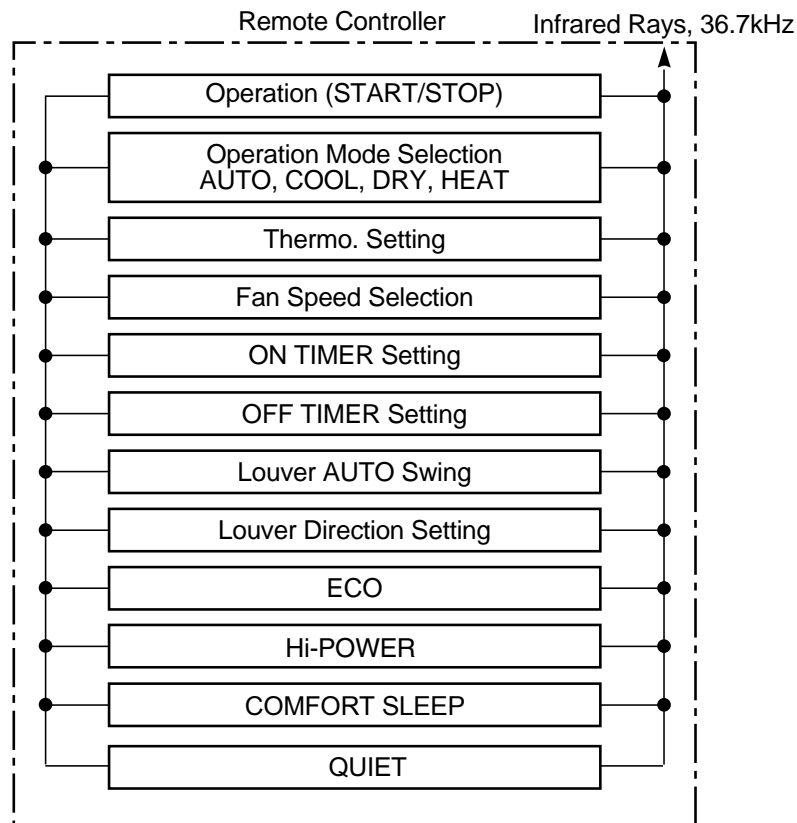 Remote Controller
Infrared Rays, 36.7kHz
Operation (START/STOP)
Operation Mode Selection
AUTO, COOL, DRY, HEAT
Thermo. Setting
Fan Speed Selection
ON TIMER Setting
OFF TIMER Setting
Louver AUTO Swing
Louver Direction Setting
ECO
Hi-POWER
COMFORT SLEEP
QUIET